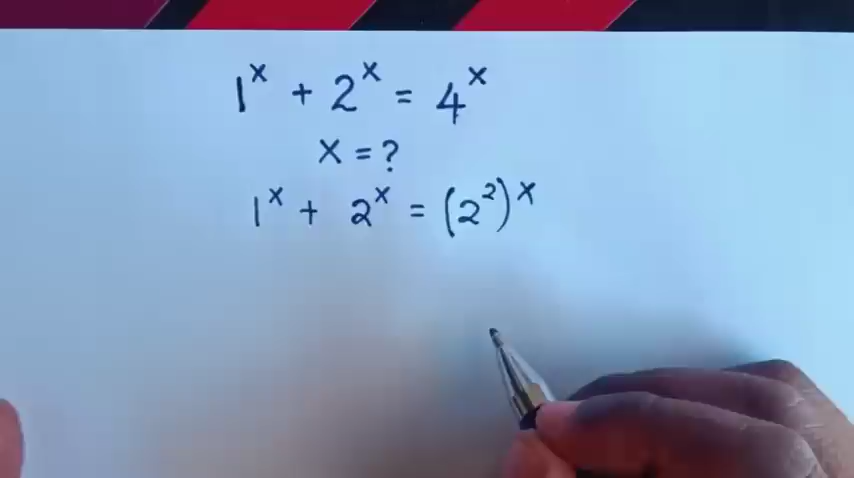 1^x + 2^x = 4^x
x = ?
1^x + 2^x = (2^2)^x